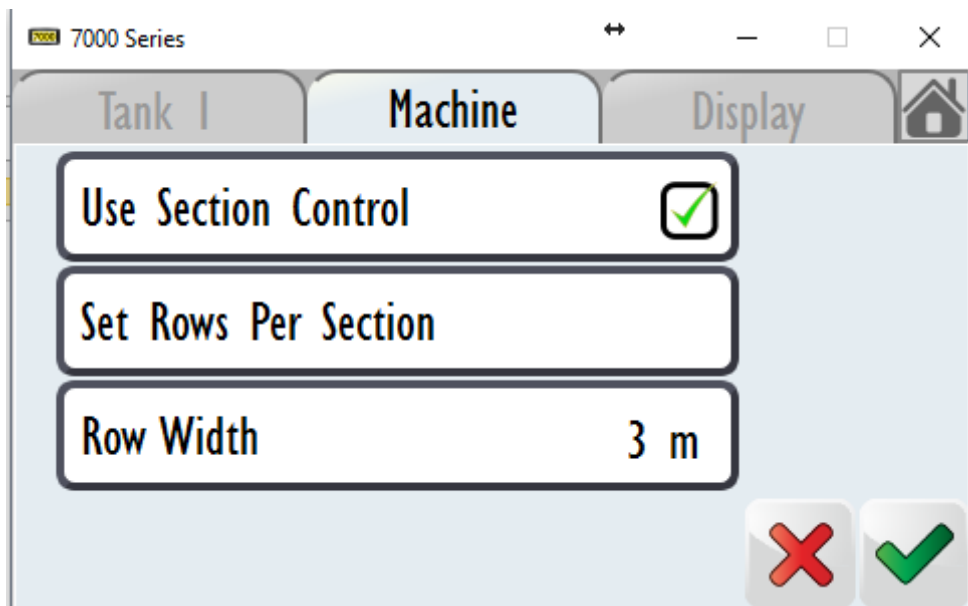 7000 Series
Tank 1
Machine
Display
Use Section Control
Set Rows Per Section
Row Width 3 m